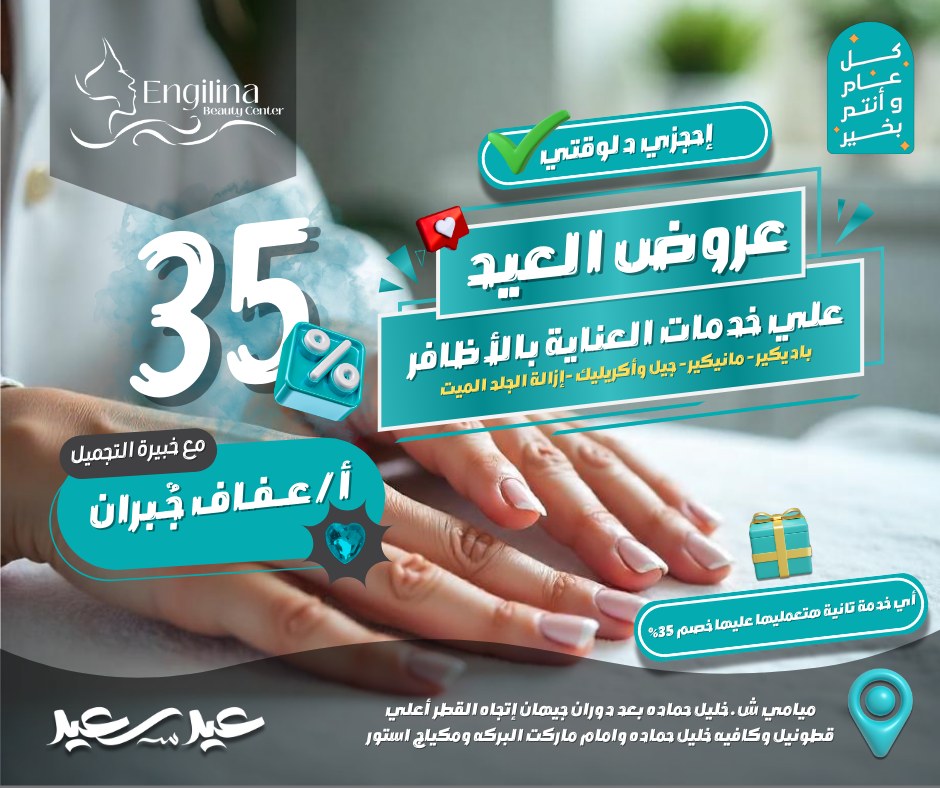 Engilina
Beauty Center
كل
عام
وأنتم
بخير
إحجزي دلوقتي
عروض العيد
علي خدمات العناية بالأظافر
باديكير - مانيكير - جيل وأكريليك - إزالة الجلد الميت
35
%
مع خبيرة التجميل
أ/عفاف جُبران
أي خدمة تانية هتعمليها عليها خصم 35%
ميامي ش . خليل حماده بعد دوران جيهان إتجاه القطر أعلي
قطونيل وكافيه خليل حماده وامام ماركت البركه ومكياج استور
عيد سعيد